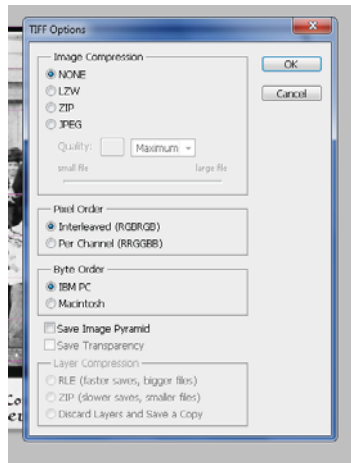 TIFF Options
Image Compression
NONE
LZW
ZIP
JPEG
Quality:
Maximum
small file
large file
Pixel Order
Interleaved (RGBRGB)
Per Channel (RRGGBB)
Byte Order
IBM PC
Macintosh
Save Image Pyramid
Save Transparency
Layer Compression
RLE (faster saves, bigger files)
ZIP (slower saves, smaller files)
Discard Layers and Save a Copy
OK
Cancel